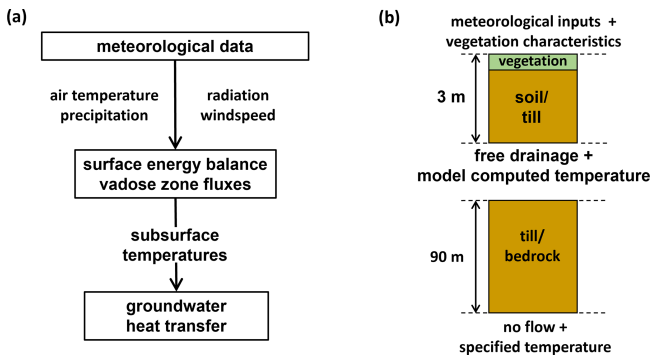 (a)
meteorological data
air temperature
precipitation
radiation
windspeed
surface energy balance
vadose zone fluxes
subsurface
temperatures
groundwater
heat transfer
(b)
meteorological inputs +
vegetation characteristics
vegetation
3 m
soil/
till
free drainage +
model computed temperature
till/
bedrock
90 m
no flow +
specified temperature